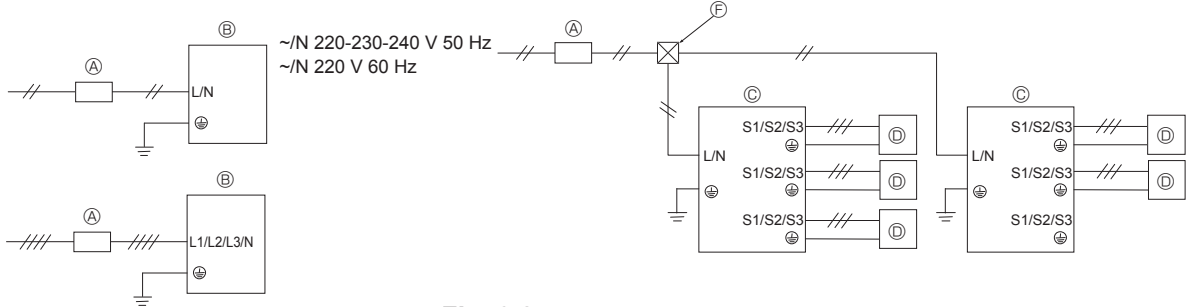 Ⓑ
~/N 220-230-240 V 50 Hz
~/N 220 V 60 Hz
Ⓐ
L/N
Ⓑ
Ⓐ
L1/L2/L3/N
Ⓐ
Ⓕ
Ⓒ
S1/S2/S3
Ⓓ
L/N
S1/S2/S3
Ⓓ
S1/S2/S3
Ⓓ
Ⓒ
S1/S2/S3
Ⓓ
L/N
S1/S2/S3
Ⓓ
S1/S2/S3